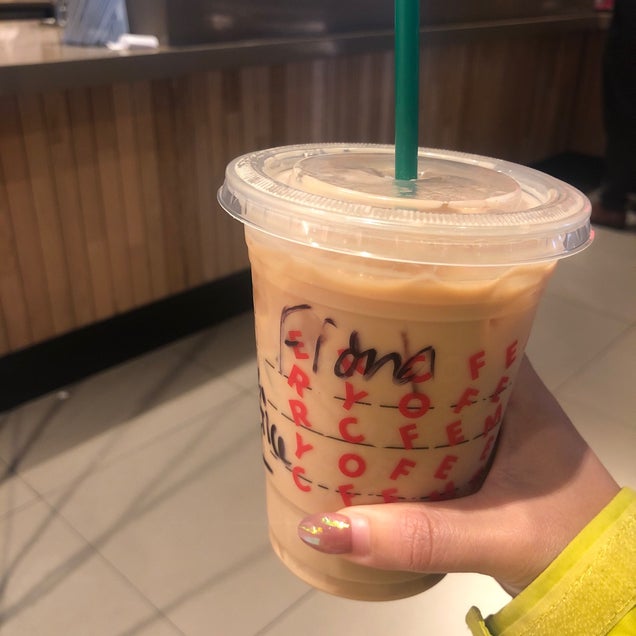 Fiona
E C F E
R Y O F
R C F E M
Y O F E
C F E